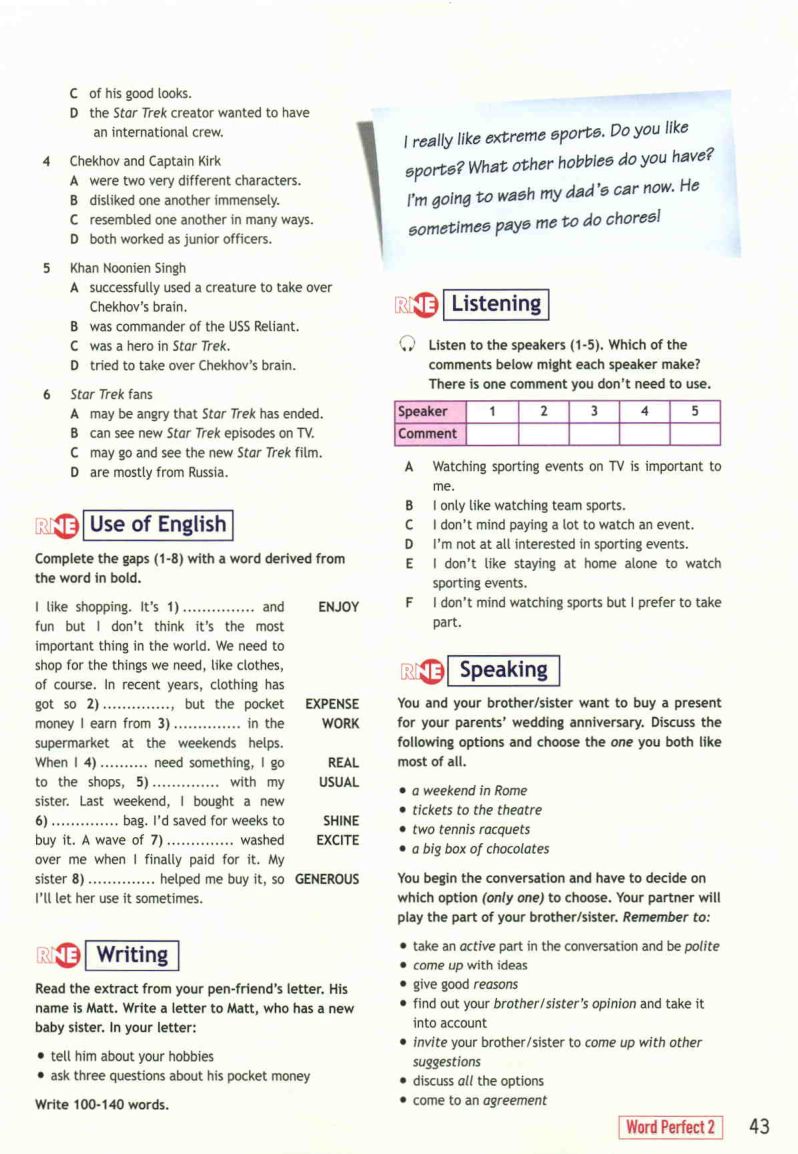 C of his good looks.
D the Star Trek creator wanted to have
an international crew.
4 Chekhov and Captain Kirk
A were two very different characters.
B disliked one another immensely.
C resembled one another in many ways.
D both worked as junior officers.
5 Khan Noonien Singh
A successfully used a creature to take over
Chekhov's brain.
B was commander of the USS Reliant.
C was a hero in Star Trek.
D tried to take over Chekhov's brain.
6 Star Trek fans
A may be angry that Star Trek has ended.
B can see new Star Trek episodes on TV.
C may go and see the new Star Trek film.
D are mostly from Russia.
RNE Use of English
Complete the gaps (1-8) with a word derived from
the word in bold.
I like shopping. It's 1) ............... and ENJOY
fun but I don't think it's the most
important thing in the world. We need to
shop for the things we need, like clothes,
of course. In recent years, clothing has
got so 2) .............., but the pocket EXPENSE
money I earn from 3) .............. in the WORK
supermarket at the weekends helps.
When I 4) .......... need something, I go REAL
to the shops, 5) .............. with my USUAL
sister. Last weekend, I bought a new
6) .............. bag. I'd saved for weeks to SHINE
buy it. A wave of 7) .............. washed EXCITE
over me when I finally paid for it. My
sister 8) .............. helped me buy it, so GENEROUS
I'll let her use it sometimes.
RNE Writing
Read the extract from your pen-friend's letter. His
name is Matt. Write a letter to Matt, who has a new
baby sister. In your letter:
• tell him about your hobbies
• ask three questions about his pocket money
Write 100-140 words.
I really like extreme sports. Do you like
sports? What other hobbies do you have?
I'm going to wash my dad's car now. He
sometimes pays me to do chores!
RNE Listening
Listen to the speakers (1-5). Which of the
comments below might each speaker make?
There is one comment you don't need to use.
Speaker 1 2 3 4 5
Comment
A Watching sporting events on TV is important to
me.
B I only like watching team sports.
C I don't mind paying a lot to watch an event.
D I'm not at all interested in sporting events.
E I don't like staying at home alone to watch
sporting events.
F I don't mind watching sports but I prefer to take
part.
RNE Speaking
You and your brother/sister want to buy a present
for your parents' wedding anniversary. Discuss the
following options and choose the one you both like
most of all.
• a weekend in Rome
• tickets to the theatre
• two tennis racquets
• a big box of chocolates
You begin the conversation and have to decide on
which option (only one) to choose. Your partner will
play the part of your brother/sister. Remember to:
• take an active part in the conversation and be polite
• come up with ideas
• give good reasons
• find out your brother/sister's opinion and take it
into account
• invite your brother/sister to come up with other
suggestions
• discuss all the options
• come to an agreement
Word Perfect 2 43